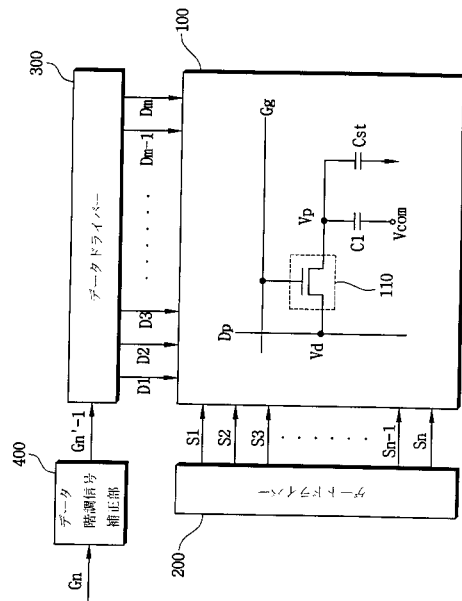 300
データドライバー
Gn
400
データ
階調信号
補正部
Gn'-1
D1
D2
D3
· · · · · · ·
Dm-1
Dm
100
200
ゲートドライバー
S1
S2
S3
· · · · · · ·
Sn-1
Sn
Dp
Gg
Vd
110
Vp
Cl
Vcom
Cst